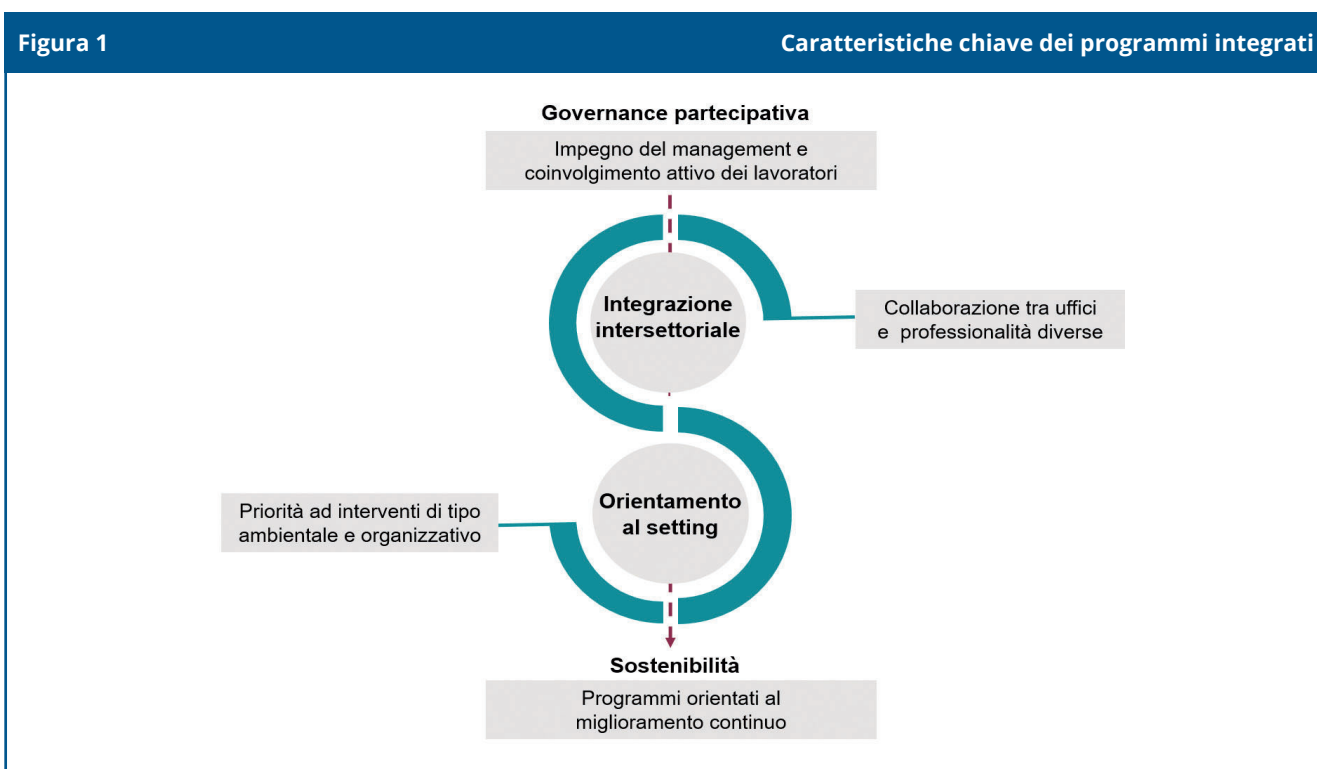 Figura 1
Caratteristiche chiave dei programmi integrati
Governance partecipativa
Impegno del management e
coinvolgimento attivo dei lavoratori
Integrazione
intersettoriale
Collaborazione tra uffici
e professionalità diverse
Orientamento
al setting
Priorità ad interventi di tipo
ambientale e organizzativo
Sostenibilità
Programmi orientati al
miglioramento continuo